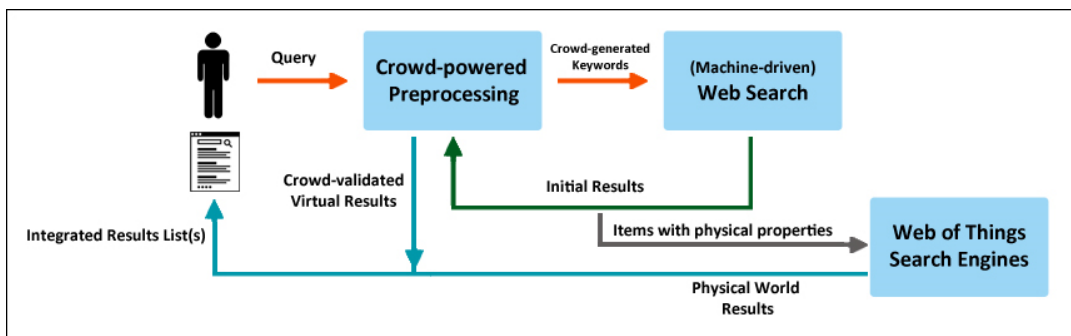 Query
Crowd-powered
Preprocessing
Crowd-generated
Keywords
(Machine-driven)
Web Search
Crowd-validated
Virtual Results
Initial Results
Integrated Results List(s)
Items with physical properties
Web of Things
Search Engines
Physical World
Results